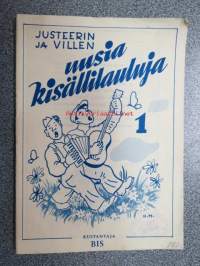 JUSTEERIN
JA VILLEN
uusia
kisällilauluja
1
KUSTANTAJA
BIS